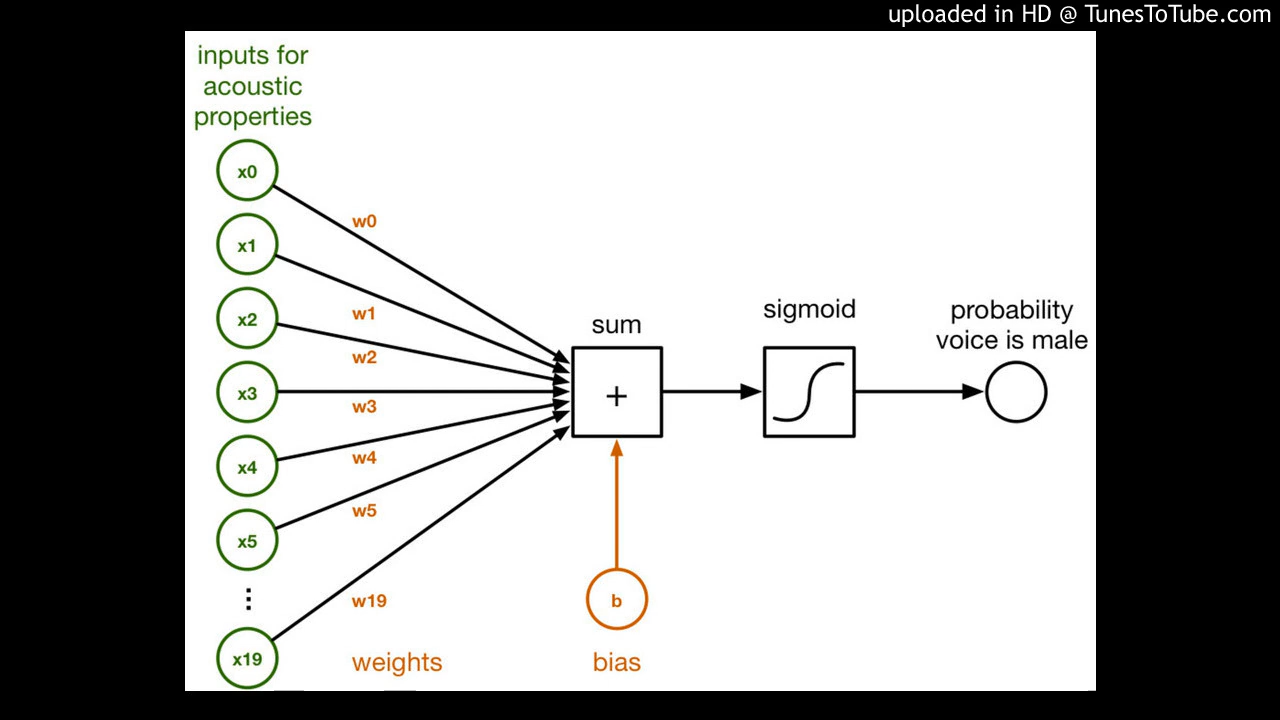 uploaded in HD @ TunesToTube.com
inputs for
acoustic
properties
x0
w0
x1
w1
x2
w2
x3
w3
x4
w4
x5
w5
⋮
x19
w19
weights
sum
+
b
bias
sigmoid
probability
voice is male